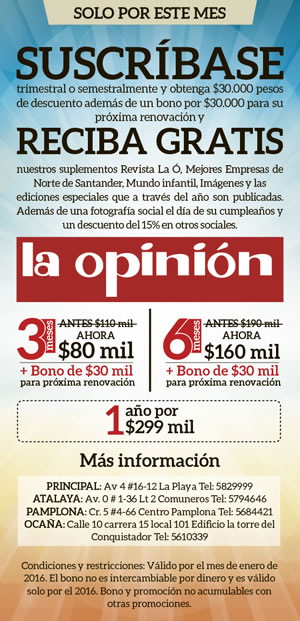 SOLO POR ESTE MES
SUSCRÍBASE
trimestral o semestralmente y obtenga $30.000 pesos
de descuento además de un bono por $30.000 para su
próxima renovación y
RECIBA GRATIS
nuestros suplementos Revista La Ó, Mejores Empresas de
Norte de Santander, Mundo infantil, Imágenes y las
ediciones especiales que a través del año son publicadas.
Además de una fotografía social el día de su cumpleaños y
un descuento del 15% en otros sociales.
la opinión
3 meses
ANTES $110 mil
AHORA
$80 mil
+ Bono de $30 mil
para próxima renovación
6 meses
ANTES $190 mil
AHORA
$160 mil
+ Bono de $30 mil
para próxima renovación
1 año por
$299 mil
Más información
PRINCIPAL: Av 4 #16-12 La Playa Tel: 5829999
ATALAYA: Av. 0 # 1-36 Lt 2 Comuneros Tel: 5794646
PAMPLONA: Cr. 5 #4-66 Centro Pamplona Tel: 5684421
OCAÑA: Calle 10 carrera 15 local 101 Edificio la torre del
Conquistador Tel: 5610339
Condiciones y restricciones: Válido por el mes de enero de
2016. El bono no es intercambiable por dinero y es válido
solo por el 2016. Bono y promoción no acumulables con
otras promociones.